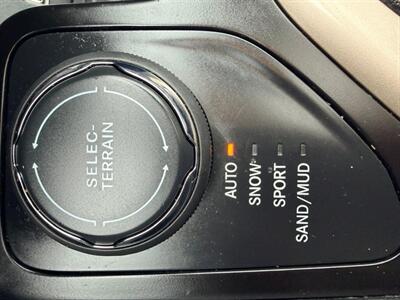 SELEC-
TERRAIN
AUTO
SNOW
SPORT
SAND/MUD